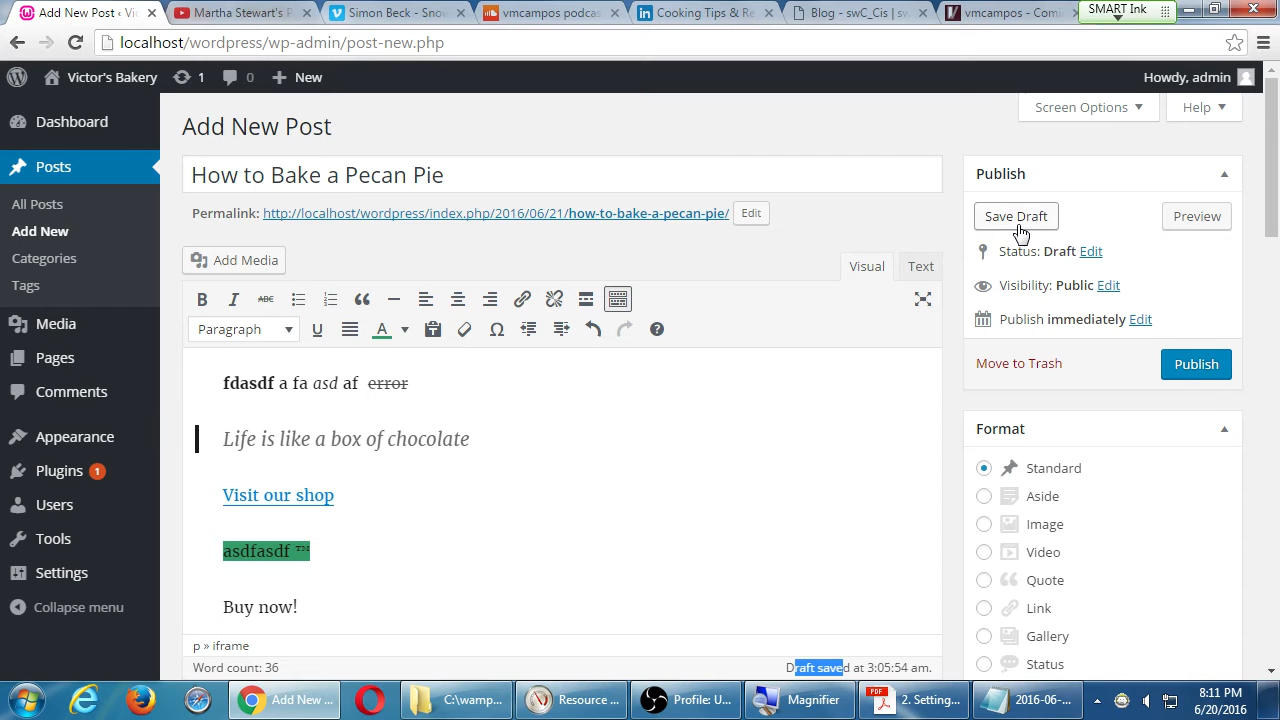 Add New Post ‹ Vi
Martha Stewart's P
Simon Beck - Snow
vmcampos podcast
Cooking Tips & Re
Blog - swC_Cis | sw
vmcampos - Comi
SMART Ink
localhost/wordpress/wp-admin/post-new.php
Victor's Bakery
1
0
New
Howdy, admin
Dashboard
Posts
All Posts
Add New
Categories
Tags
Media
Pages
Comments
Appearance
Plugins 1
Users
Tools
Settings
Collapse menu
Screen Options
Help
Add New Post
How to Bake a Pecan Pie
Permalink: http://localhost/wordpress/index.php/2016/06/21/how-to-bake-a-pecan-pie/ Edit
Add Media
Visual
Text
B I ABC
Paragraph U A Ω
fdasdf a fa asd af error
Life is like a box of chocolate
Visit our shop
asdfasdf ™
Buy now!
p » iframe
Word count: 36
Draft saved at 3:05:54 am.
Publish
Save Draft
Preview
Status: Draft Edit
Visibility: Public Edit
Publish immediately Edit
Move to Trash
Publish
Format
Standard
Aside
Image
Video
Quote
Link
Gallery
Status
Add New ...
C:\wamp...
Resource ...
Profile: U...
Magnifier
PDF
2. Setting...
2016-06-...
8:11 PM
6/20/2016